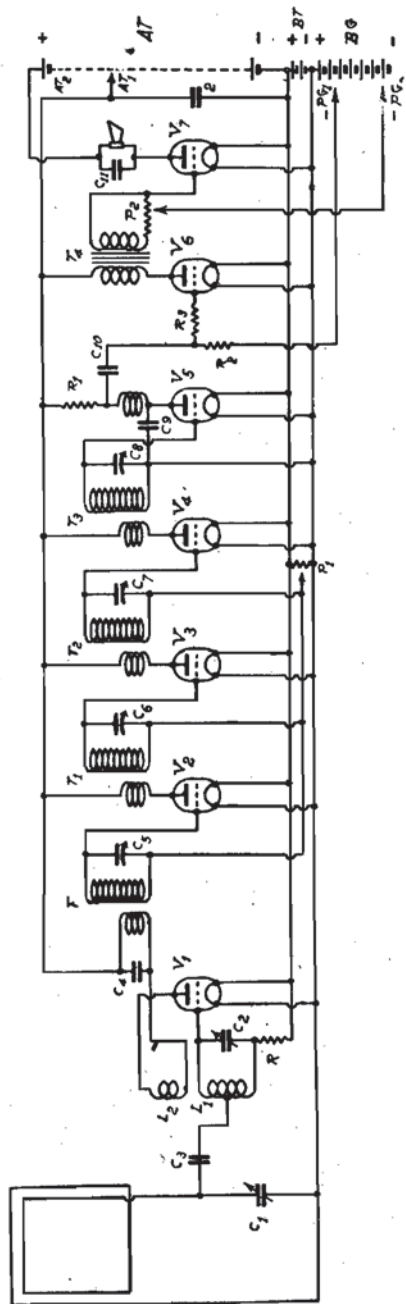 +
AT
AT2
AT1
C11
T4
P2
C10
R1
T3
T2
T1
F
C4
C5
C6
C7
C8
C9
R3
R2
2
V1
V2
V3
V4
V5
V6
V7
-
+
BT
-
+
BG
-PG1
-PG2
-
L2
L1
C2
R
C3
C1
P1